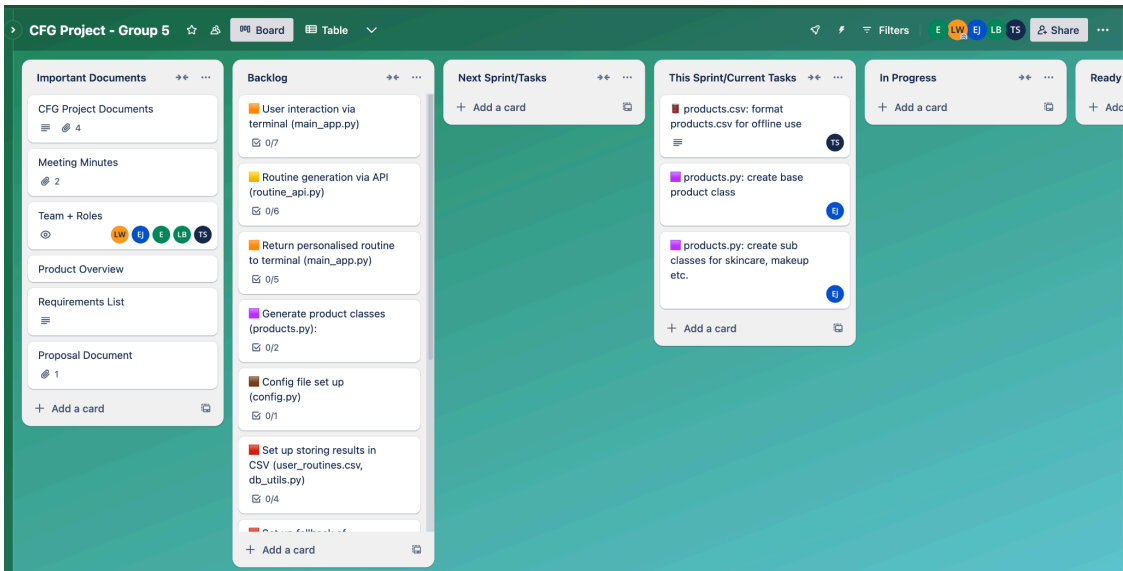 CFG Project - Group 5
Board
Table
Filters
E
LW
EJ
LB
TS
Share
Important Documents
CFG Project Documents
4
Meeting Minutes
2
Team + Roles
LW
EJ
E
LB
TS
Product Overview
Requirements List
Proposal Document
1
+ Add a card
Backlog
User interaction via
terminal (main_app.py)
0/7
Routine generation via API
(routine_api.py)
0/6
Return personalised routine
to terminal (main_app.py)
0/5
Generate product classes
(products.py):
0/2
Config file set up
(config.py)
0/1
Set up storing results in
CSV (user_routines.csv,
db_utils.py)
0/4
+ Add a card
Next Sprint/Tasks
+ Add a card
This Sprint/Current Tasks
products.csv: format
products.csv for offline use
TS
products.py: create base
product class
EJ
products.py: create sub
classes for skincare, makeup
etc.
EJ
+ Add a card
In Progress
+ Add a card
Ready
+ Add